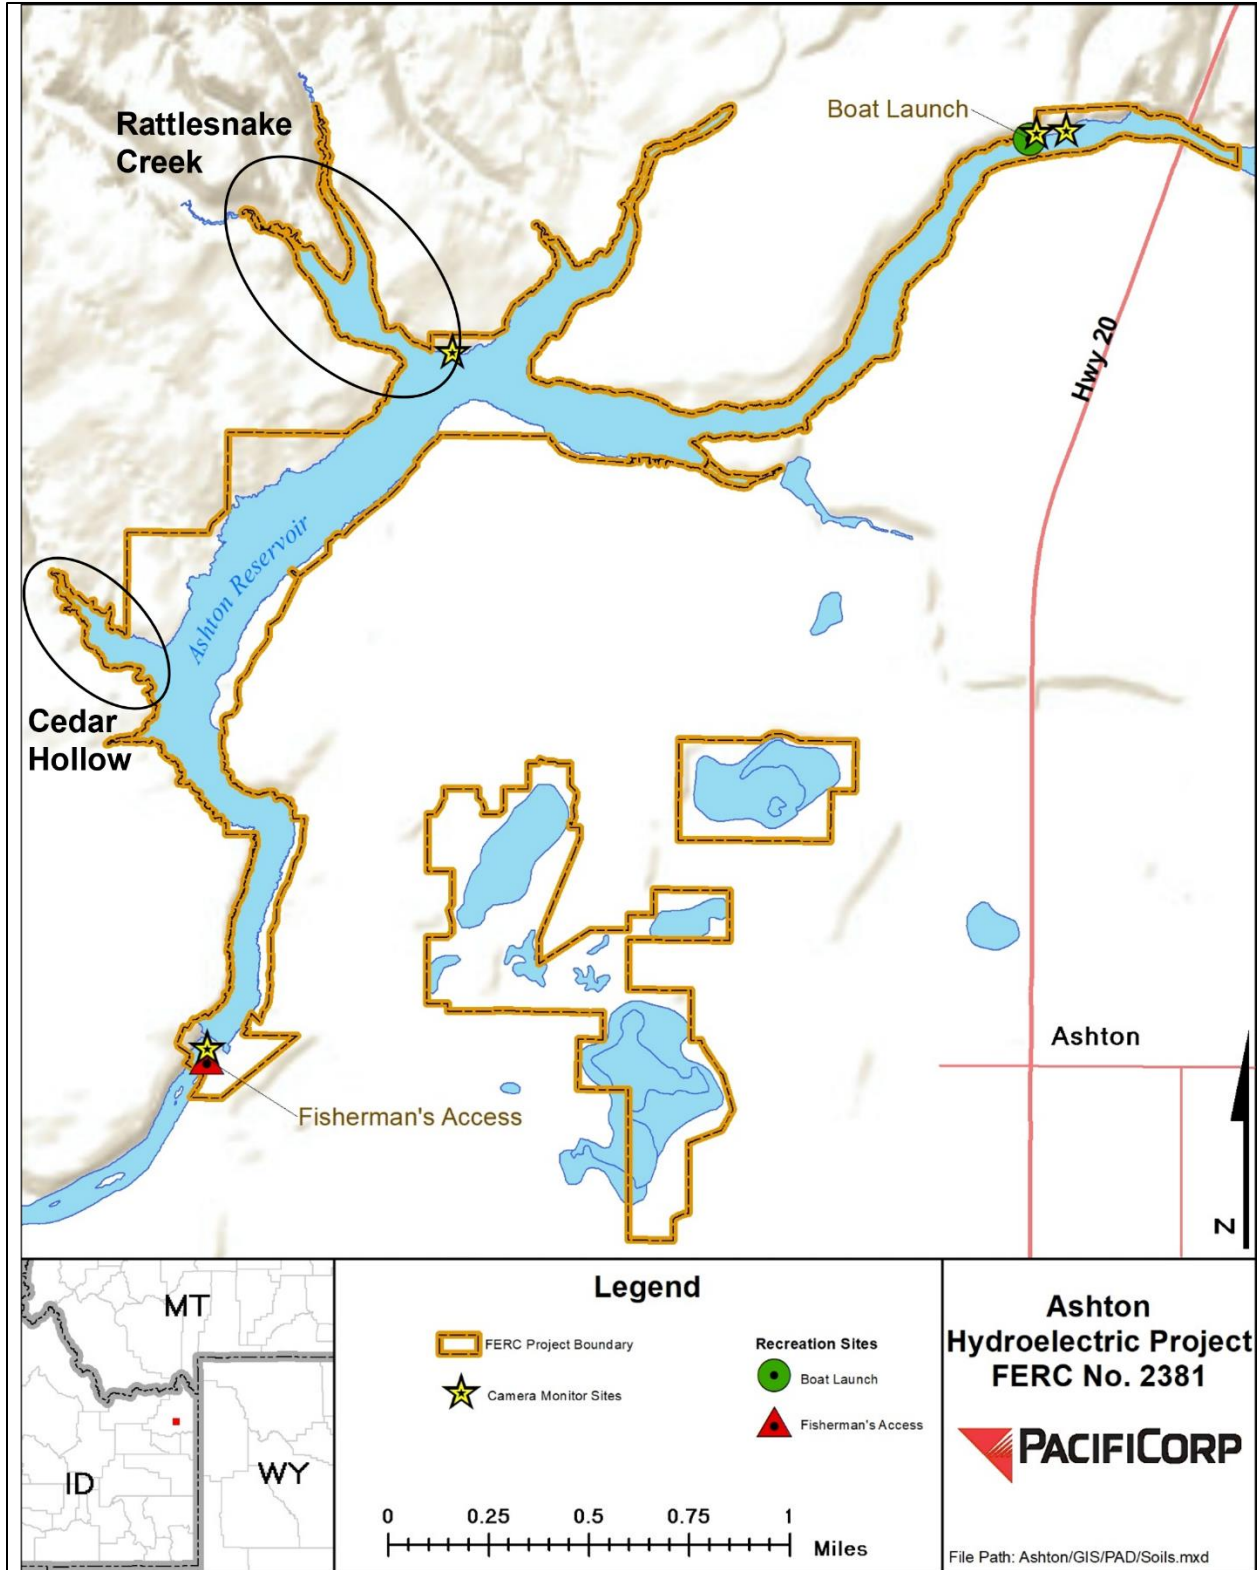 Rattlesnake
Creek
Boat Launch
Hwy 20
Ashton Reservoir
Cedar
Hollow
Ashton
Fisherman's Access
N
MT
ID
WY
Legend
FERC Project Boundary
Camera Monitor Sites
Recreation Sites
Boat Launch
Fisherman's Access
0 0.25 0.5 0.75 1
Miles
Ashton
Hydroelectric Project
FERC No. 2381
PACIFICORP
File Path: Ashton/GIS/PAD/Soils.mxd